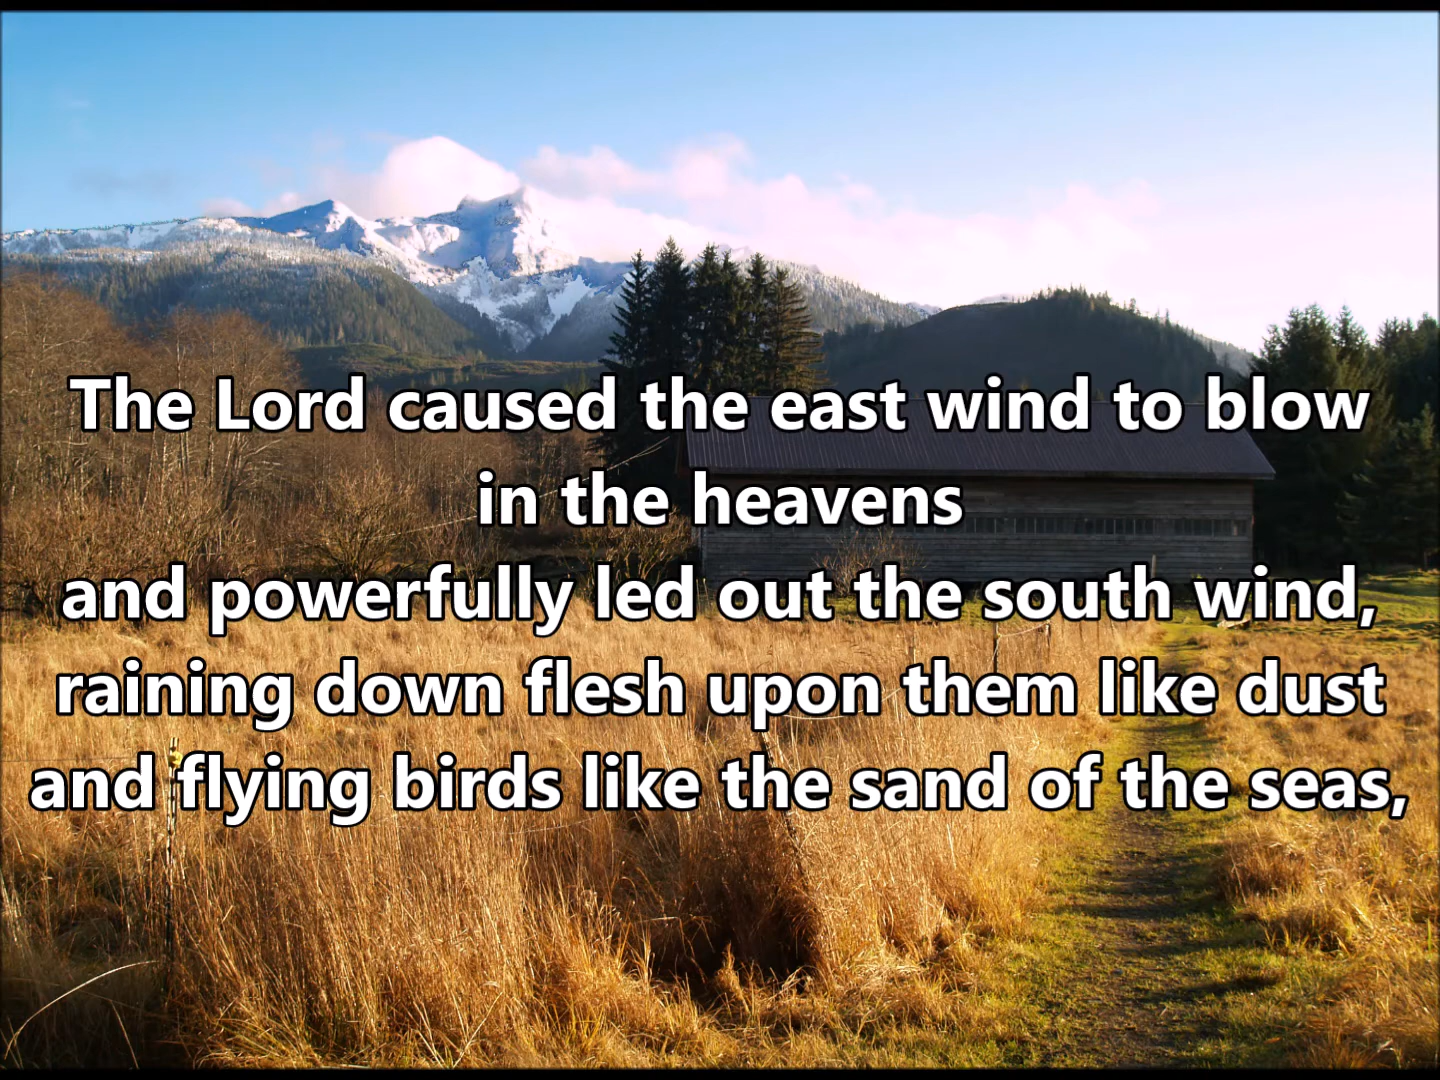 The Lord caused the east wind to blow
in the heavens
and powerfully led out the south wind,
raining down flesh upon them like dust
and flying birds like the sand of the seas,